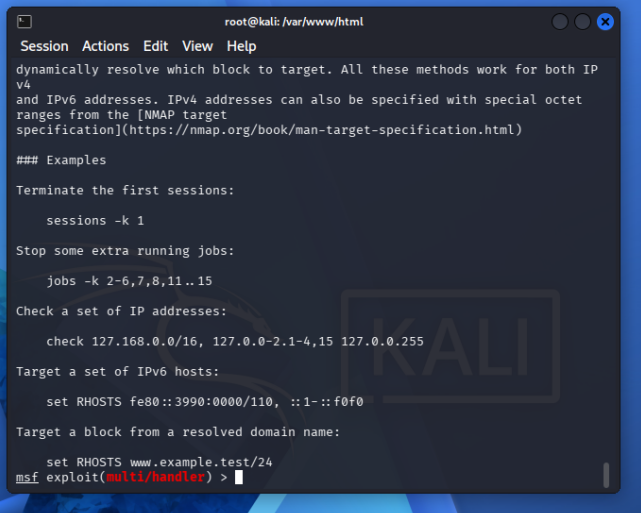 root@kali: /var/www/html
Session Actions Edit View Help
dynamically resolve which block to target. All these methods work for both IP
v4
and IPv6 addresses. IPv4 addresses can also be specified with special octet
ranges from the [NMAP target
specification](https://nmap.org/book/man-target-specification.html)
### Examples
Terminate the first sessions:
sessions -k 1
Stop some extra running jobs:
jobs -k 2-6,7,8,11..15
Check a set of IP addresses:
check 127.168.0.0/16, 127.0.0-2.1-4,15 127.0.0.255
Target a set of IPv6 hosts:
set RHOSTS fe80::3990:0000/110, ::1-::f0f0
Target a block from a resolved domain name:
set RHOSTS www.example.test/24
msf exploit(multi/handler) >
KALI